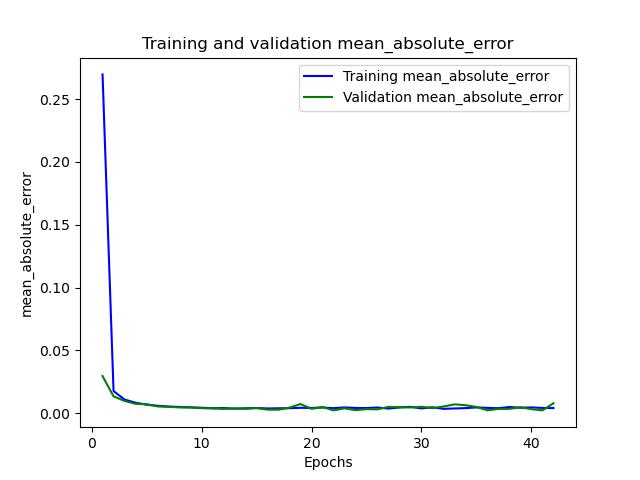 Training and validation mean_absolute_error
Training mean_absolute_error
Validation mean_absolute_error
mean_absolute_error
0.25
0.20
0.15
0.10
0.05
0.00
0
10
20
30
40
Epochs